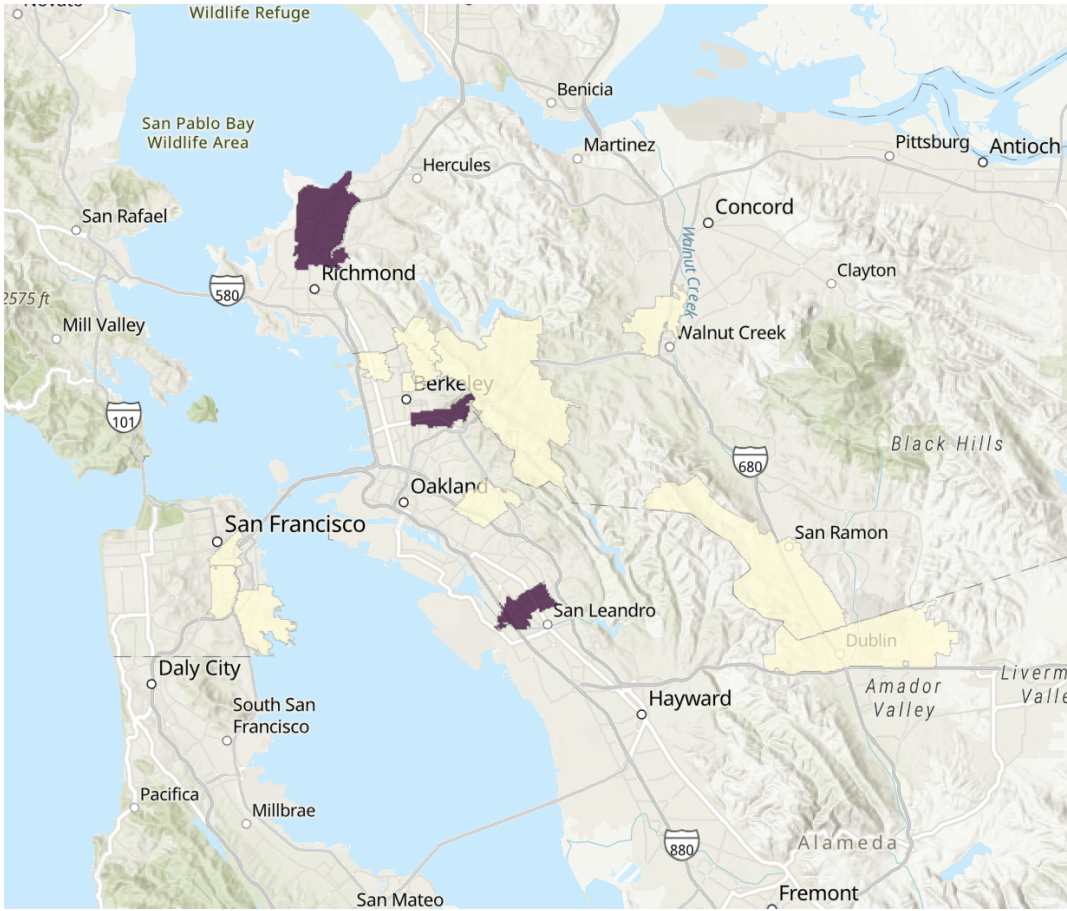 Novato
Wildlife Refuge
Benicia
San Pablo Bay
Wildlife Area
Martinez
Pittsburg
Antioch
Hercules
San Rafael
Concord
Walnut Creek
Clayton
Richmond
580
2575 ft
Mill Valley
Walnut Creek
Berkeley
101
Black Hills
680
Oakland
San Francisco
San Ramon
San Leandro
Dublin
Daly City
Amador
Valley
Liverm
Valle
Hayward
South San
Francisco
Pacifica
Millbrae
880
Alameda
San Mateo
Fremont